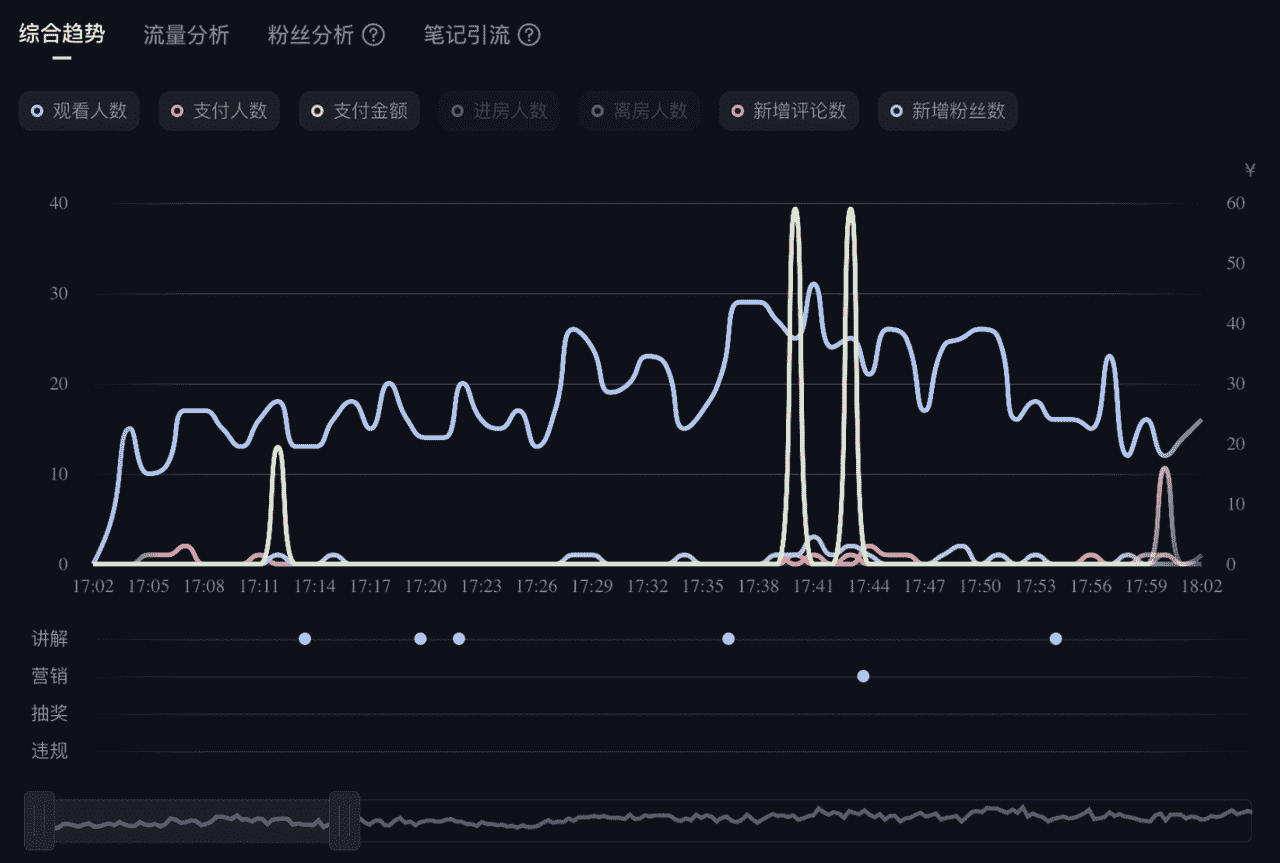 综合趋势 流量分析 粉丝分析 ? 笔记引流 ?
观看人数 支付人数 支付金额 进房人数 离房人数 新增评论数 新增粉丝数
¥
40 60
50
30
40
20 30
20
10
10
0 0
17:02 17:05 17:08 17:11 17:14 17:17 17:20 17:23 17:26 17:29 17:32 17:35 17:38 17:41 17:44 17:47 17:50 17:53 17:56 17:59 18:02
讲解
营销
抽奖
违规